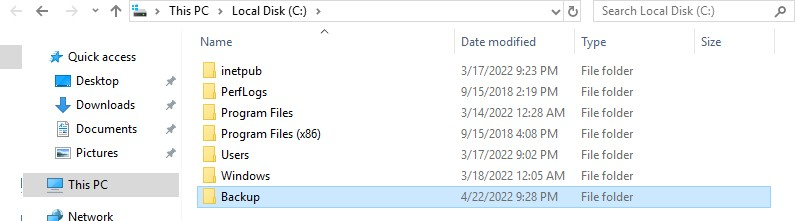 This PC > Local Disk (C:) >
Search Local Disk (C:)
Name Date modified Type Size
Quick access
Desktop
Downloads
Documents
Pictures
This PC
Network
inetpub 3/17/2022 9:23 PM File folder
PerfLogs 9/15/2018 2:19 PM File folder
Program Files 3/14/2022 12:28 AM File folder
Program Files (x86) 9/15/2018 4:08 PM File folder
Users 3/17/2022 9:02 PM File folder
Windows 3/18/2022 12:05 AM File folder
Backup 4/22/2022 9:28 PM File folder